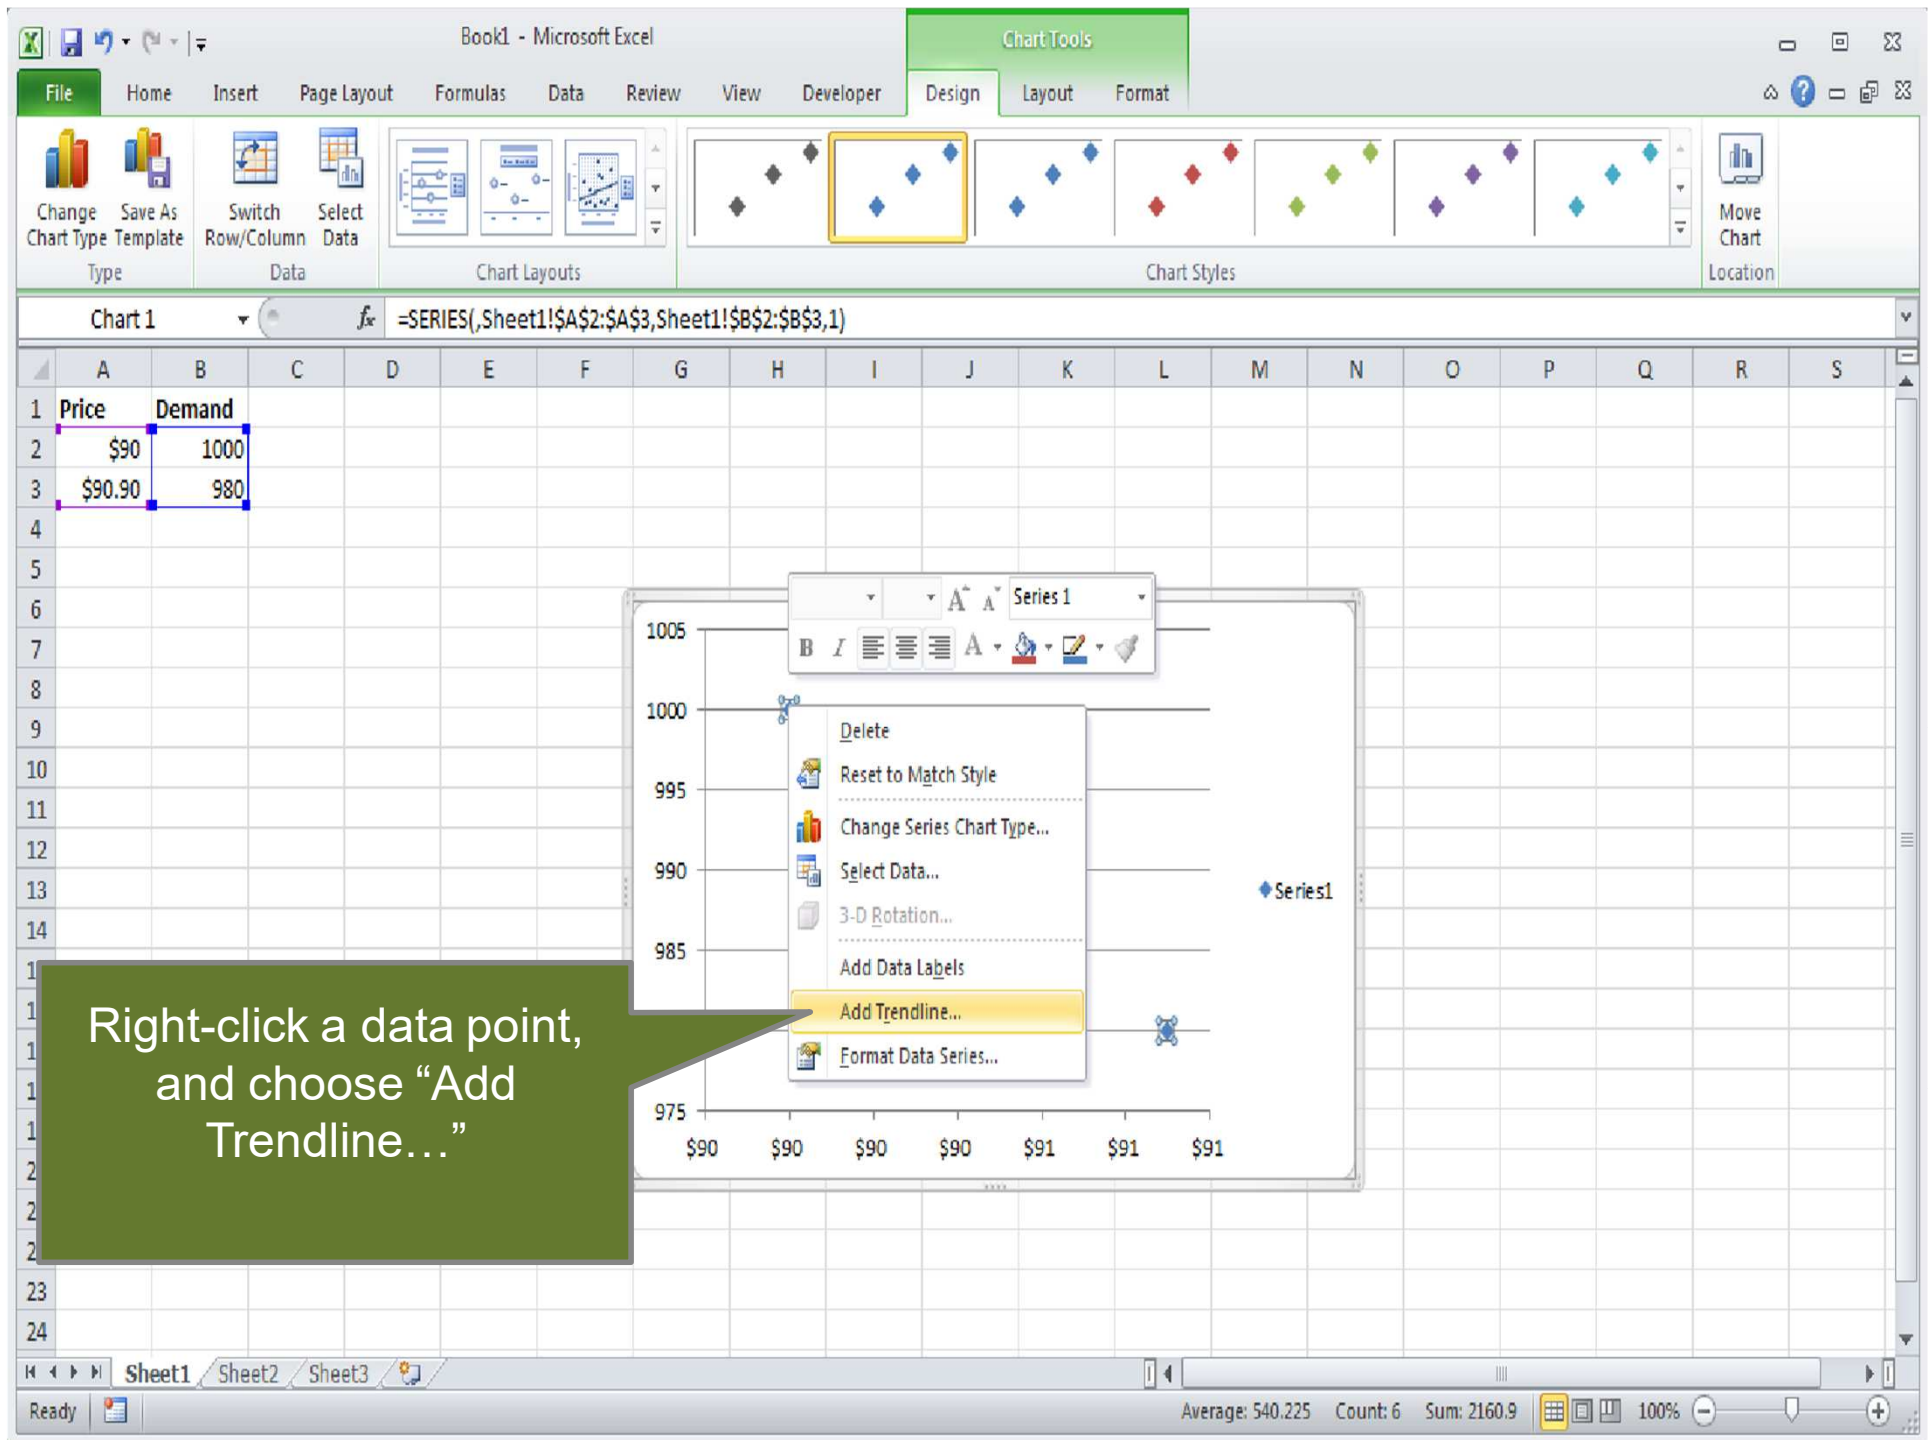 Book1 - Microsoft Excel
Chart Tools
File Home Insert Page Layout Formulas Data Review View Developer Design Layout Format
Change Chart Type
Save As Template
Switch Row/Column
Select Data
Move Chart
Type Data Chart Layouts Chart Styles Location
Chart 1 fx =SERIES(,Sheet1!$A$2:$A$3,Sheet1!$B$2:$B$3,1)
A B C D E F G H I J K L M N O P Q R S
1 Price Demand
2 $90 1000
3 $90.90 980
4
5
6
7
8
9
10
11
12
13
14
23
24
Series 1
B I A
1005
1000
995
990
985
975
$90 $90 $90 $90 $91 $91 $91
Series1
Delete
Reset to Match Style
Change Series Chart Type...
Select Data...
3-D Rotation...
Add Data Labels
Add Trendline...
Format Data Series...
Right-click a data point,
and choose “Add
Trendline…”
Sheet1 Sheet2 Sheet3
Ready Average: 540.225 Count: 6 Sum: 2160.9 100%